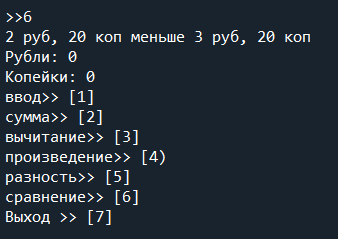 >>6
2 руб, 20 коп меньше 3 руб, 20 коп
Рубли: 0
Копейки: 0
ввод>> [1]
сумма>> [2]
вычитание>> [3]
произведение>> [4)
разность>> [5]
сравнение>> [6]
Выход >> [7]